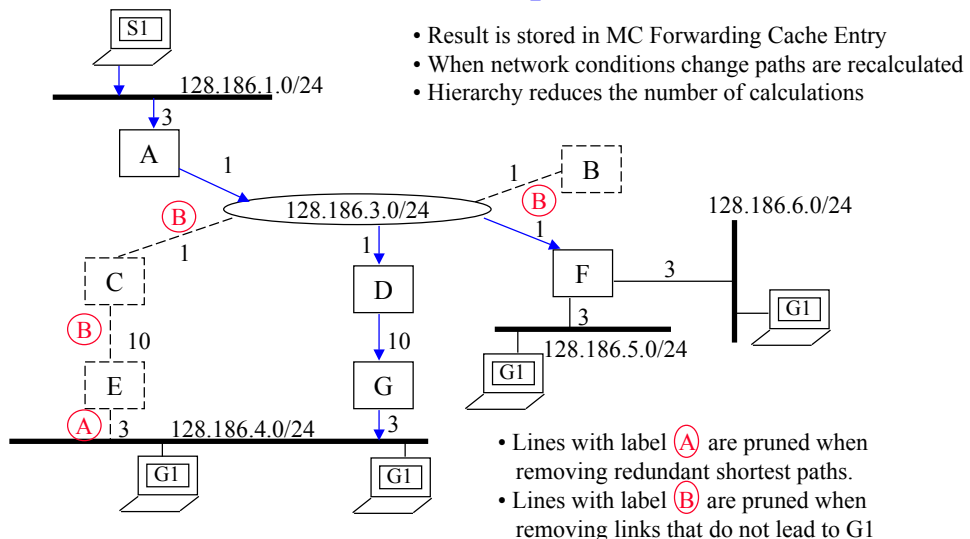 S1
• Result is stored in MC Forwarding Cache Entry
• When network conditions change paths are recalculated
• Hierarchy reduces the number of calculations
128.186.1.0/24
3
A
1
1
B
B
128.186.3.0/24
B
1
1
1
128.186.6.0/24
C
D
F
3
G1
B
10
10
3
128.186.5.0/24
E
G
G1
A
3
128.186.4.0/24
3
G1
G1
• Lines with label A are pruned when
removing redundant shortest paths.
• Lines with label B are pruned when
removing links that do not lead to G1